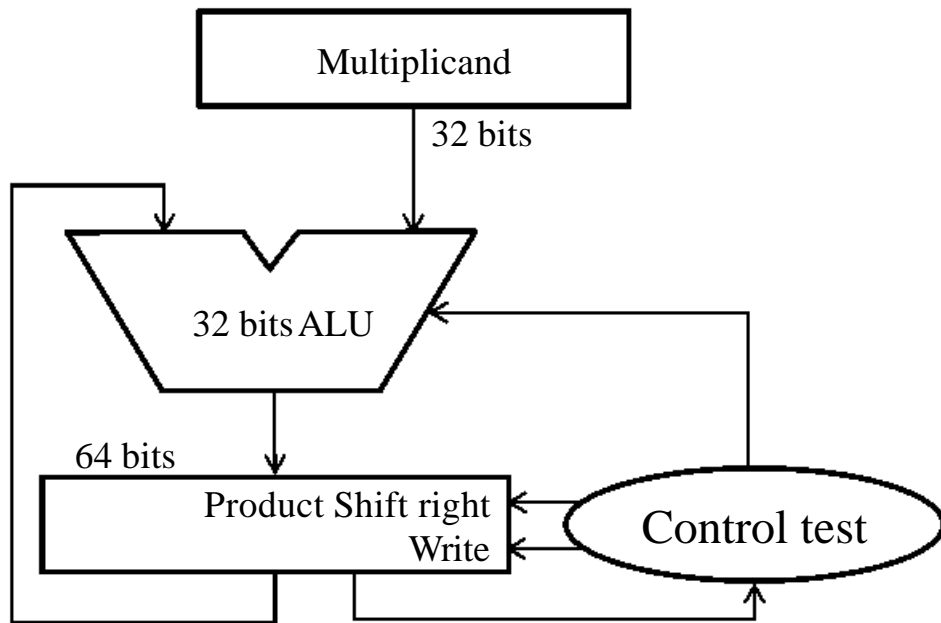 Multiplicand
32 bits
32 bits ALU
64 bits
Product Shift right
Write
Control test